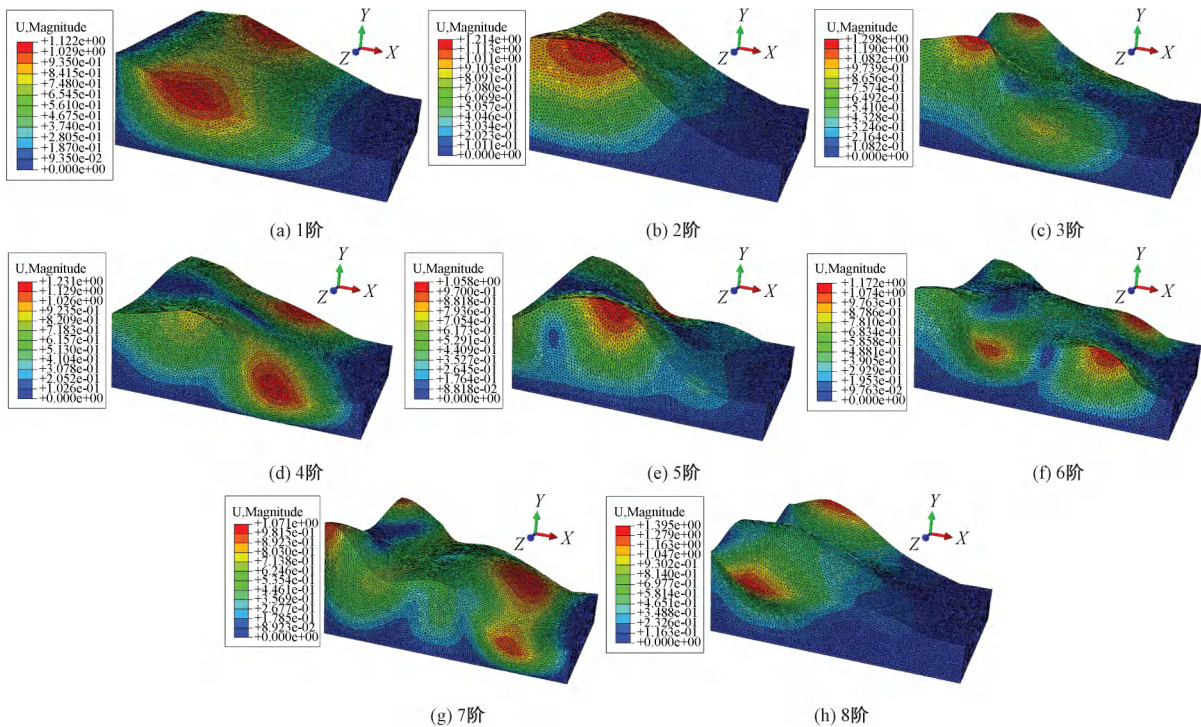 U,Magnitude
+1.122e+00
+1.029e+00
+9.350e-01
+8.415e-01
+7.480e-01
+6.545e-01
+5.610e-01
+4.675e-01
+3.740e-01
+2.805e-01
+1.870e-01
+9.350e-02
+0.000e+00
Y
Z X
(a) 1阶
U,Magnitude
+1.214e+00
+1.113e+00
+1.011e+00
+9.103e-01
+8.091e-01
+7.080e-01
+6.069e-01
+5.057e-01
+4.046e-01
+3.034e-01
+2.023e-01
+1.011e-01
+0.000e+00
Y
Z X
(b) 2阶
U,Magnitude
+1.298e+00
+1.190e+00
+1.082e+00
+9.739e-01
+8.656e-01
+7.574e-01
+6.492e-01
+5.410e-01
+4.328e-01
+3.246e-01
+2.164e-01
+1.082e-01
+0.000e+00
Y
Z X
(c) 3阶
U,Magnitude
+1.231e+00
+1.129e+00
+1.026e+00
+9.235e-01
+8.209e-01
+7.183e-01
+6.157e-01
+5.130e-01
+4.104e-01
+3.078e-01
+2.052e-01
+1.026e-01
+0.000e+00
Y
Z X
(d) 4阶
U,Magnitude
+1.058e+00
+9.700e-01
+8.818e-01
+7.936e-01
+7.054e-01
+6.173e-01
+5.291e-01
+4.409e-01
+3.527e-01
+2.645e-01
+1.764e-01
+8.818e-02
+0.000e+00
Y
Z X
(e) 5阶
U,Magnitude
+1.172e+00
+1.074e+00
+9.763e-01
+8.786e-01
+7.810e-01
+6.834e-01
+5.858e-01
+4.881e-01
+3.905e-01
+2.929e-01
+1.953e-01
+9.763e-02
+0.000e+00
Y
Z X
(f) 6阶
U,Magnitude
+1.071e+00
+9.815e-01
+8.923e-01
+8.030e-01
+7.138e-01
+6.246e-01
+5.354e-01
+4.461e-01
+3.569e-01
+2.677e-01
+1.785e-01
+8.923e-02
+0.000e+00
Y
Z X
(g) 7阶
U,Magnitude
+1.395e+00
+1.279e+00
+1.163e+00
+1.047e+00
+9.302e-01
+8.140e-01
+6.977e-01
+5.814e-01
+4.651e-01
+3.488e-01
+2.326e-01
+1.163e-01
+0.000e+00
Y
Z X
(h) 8阶